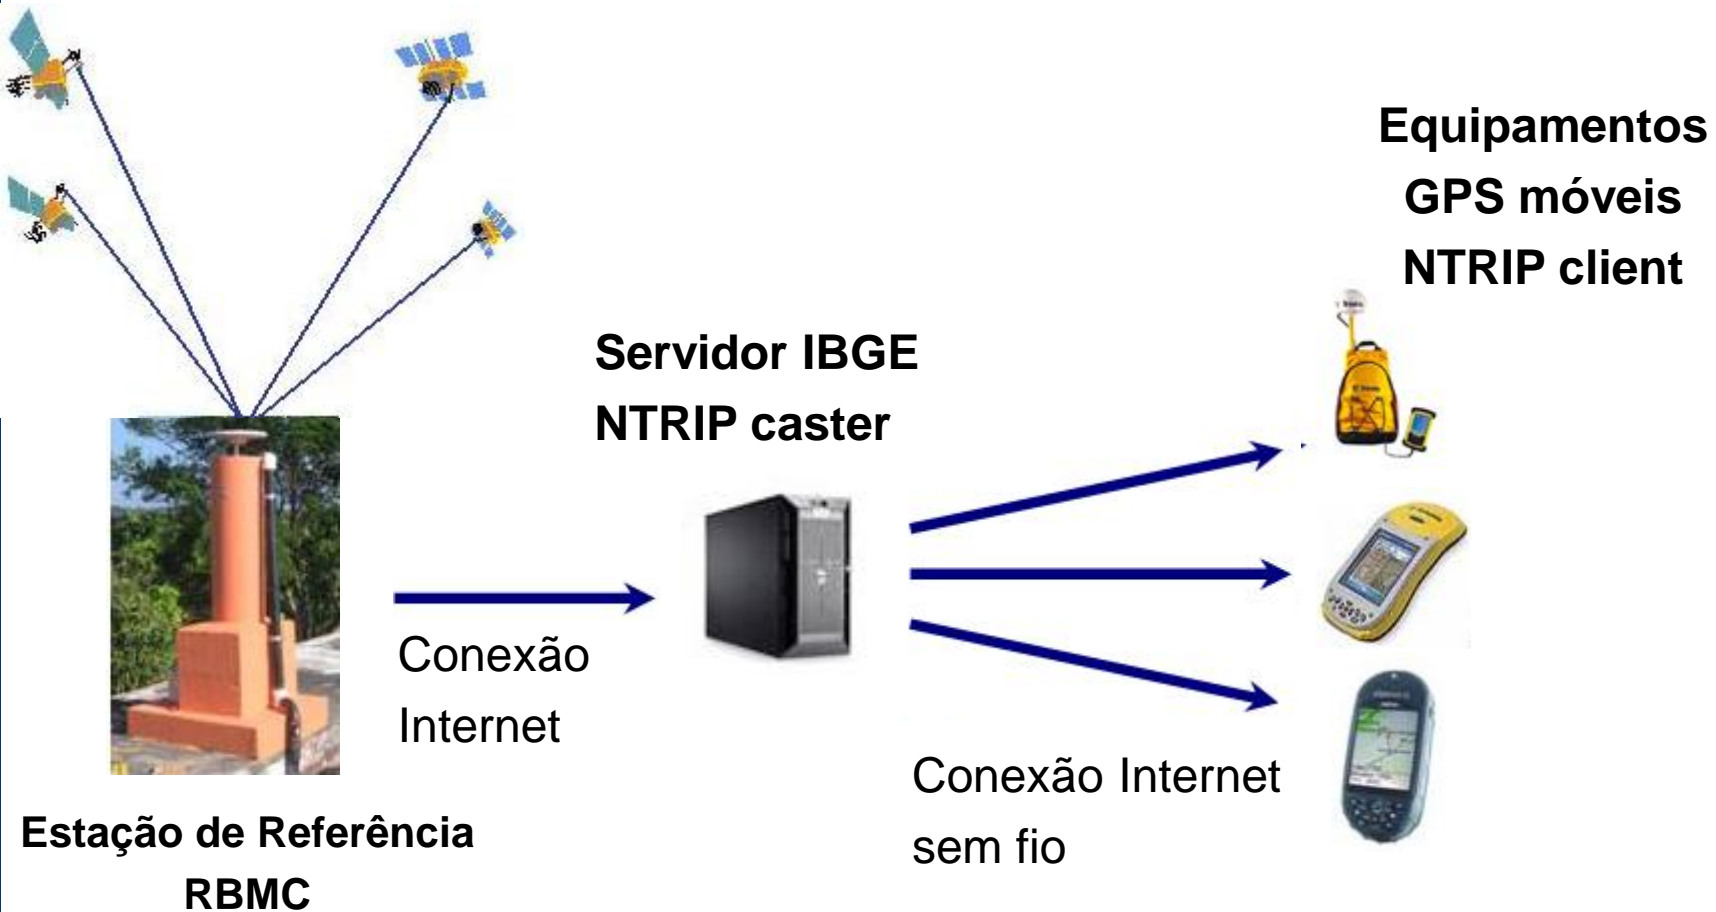 Equipamentos
GPS móveis
NTRIP client
Servidor IBGE
NTRIP caster
Conexão
Internet
Conexão Internet
sem fio
Estação de Referência
RBMC